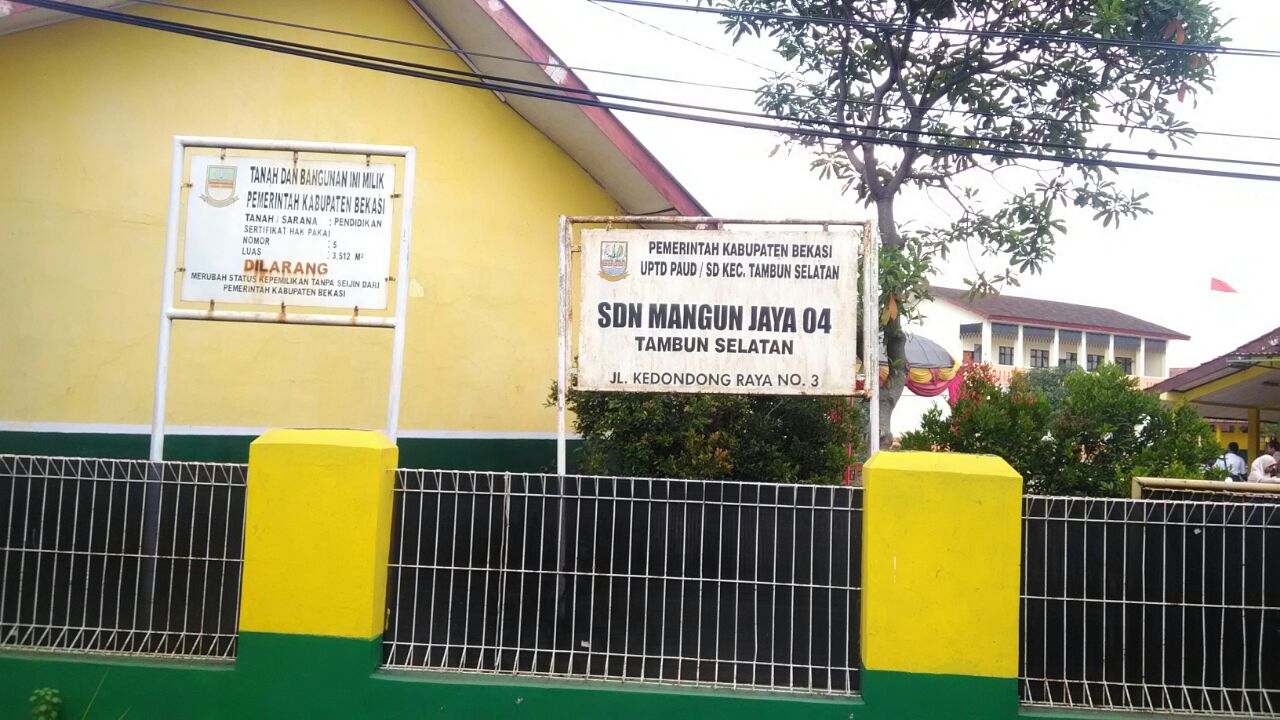 TANAH DAN BANGUNAN INI MILIK
PEMERINTAH KABUPATEN BEKASI
TANAH / SARANA : PENDIDIKAN
SERTIFIKAT HAK PAKAI
NOMOR : 5
LUAS : 3.512 M²
DILARANG
MERUBAH STATUS KEPEMILIKAN TANPA SEIJIN DARI
PEMERINTAH KABUPATEN BEKASI
PEMERINTAH KABUPATEN BEKASI
UPTD PAUD / SD KEC. TAMBUN SELATAN
SDN MANGUN JAYA 04
TAMBUN SELATAN
JL. KEDONDONG RAYA NO. 3